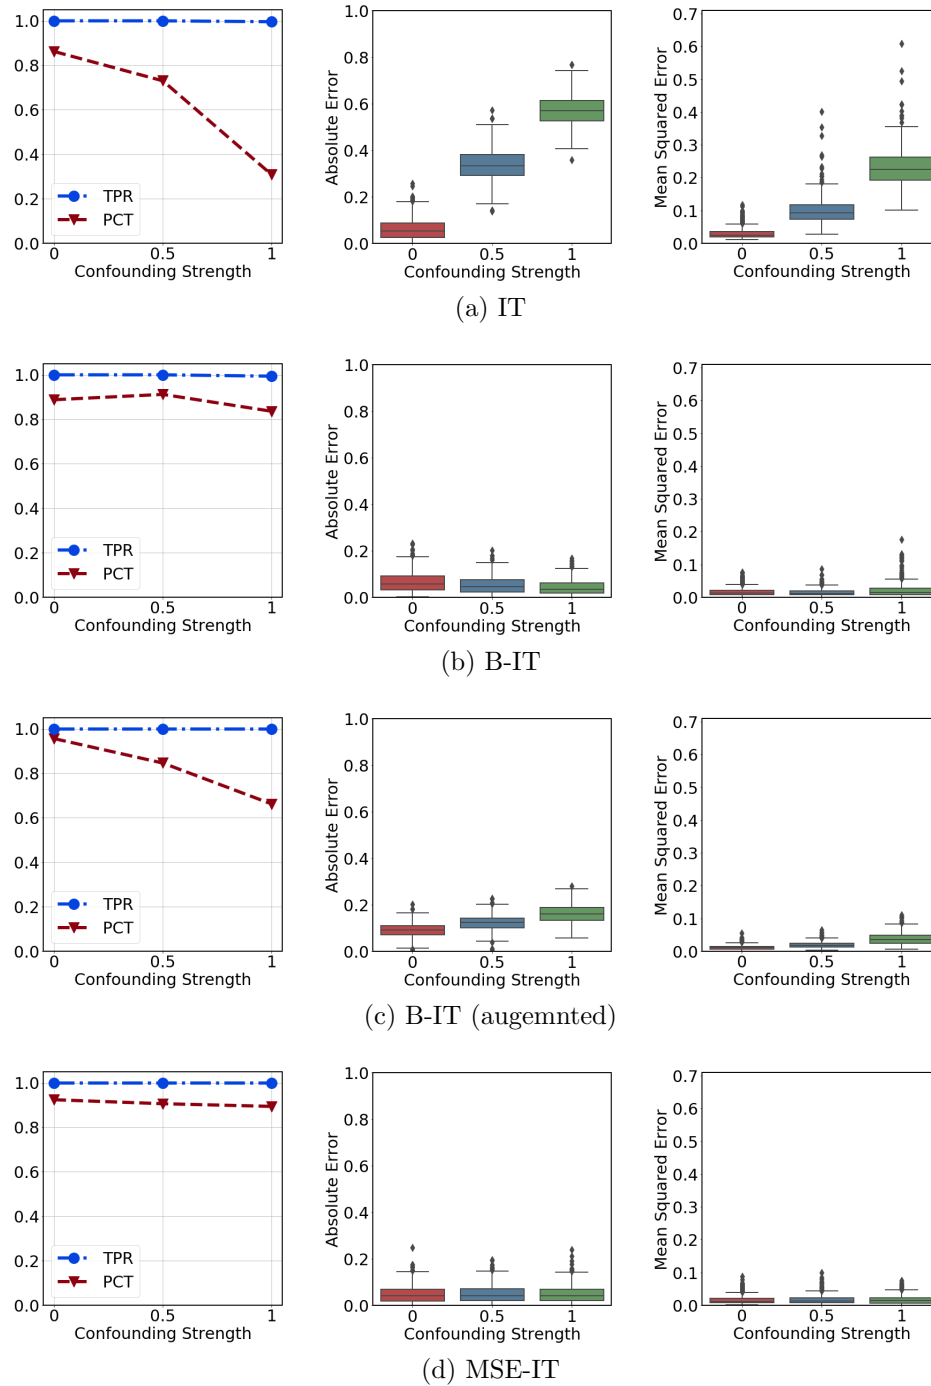 1.0
0.8
0.6
0.4
0.2
0.0
TPR
PCT
0 0.5 1
Confounding Strength
Absolute Error
1.0
0.8
0.6
0.4
0.2
0.0
0 0.5 1
Confounding Strength
Mean Squared Error
0.7
0.6
0.5
0.4
0.3
0.2
0.1
0.0
0 0.5 1
Confounding Strength
(a) IT
1.0
0.8
0.6
0.4
0.2
0.0
TPR
PCT
0 0.5 1
Confounding Strength
Absolute Error
1.0
0.8
0.6
0.4
0.2
0.0
0 0.5 1
Confounding Strength
Mean Squared Error
0.7
0.6
0.5
0.4
0.3
0.2
0.1
0.0
0 0.5 1
Confounding Strength
(b) B-IT
1.0
0.8
0.6
0.4
0.2
0.0
TPR
PCT
0 0.5 1
Confounding Strength
Absolute Error
1.0
0.8
0.6
0.4
0.2
0.0
0 0.5 1
Confounding Strength
Mean Squared Error
0.7
0.6
0.5
0.4
0.3
0.2
0.1
0.0
0 0.5 1
Confounding Strength
(c) B-IT (augemnted)
1.0
0.8
0.6
0.4
0.2
0.0
TPR
PCT
0 0.5 1
Confounding Strength
Absolute Error
1.0
0.8
0.6
0.4
0.2
0.0
0 0.5 1
Confounding Strength
Mean Squared Error
0.7
0.6
0.5
0.4
0.3
0.2
0.1
0.0
0 0.5 1
Confounding Strength
(d) MSE-IT